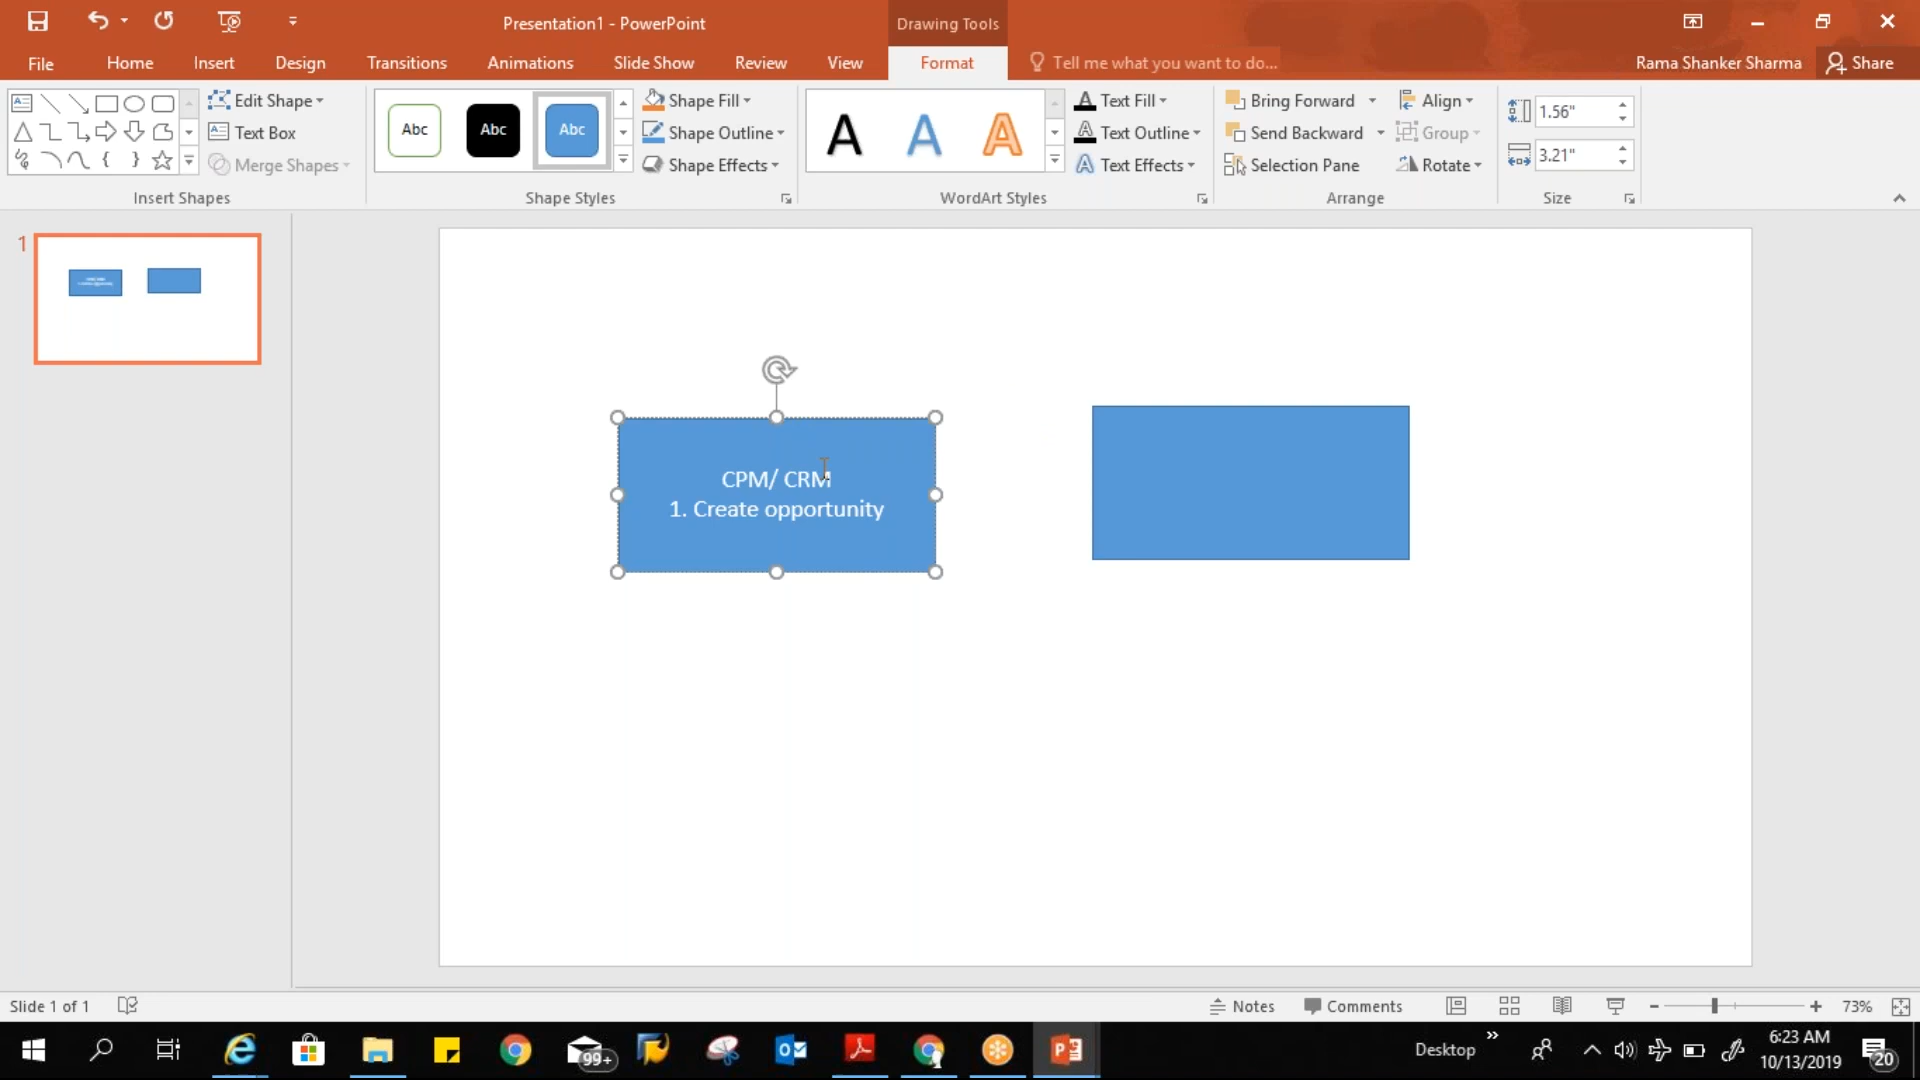 Presentation1 - PowerPoint
Drawing Tools
File Home Insert Design Transitions Animations Slide Show Review View Format Tell me what you want to do... Rama Shanker Sharma Share
Edit Shape
Text Box
Merge Shapes
Insert Shapes
Abc Abc Abc
Shape Fill
Shape Outline
Shape Effects
Shape Styles
A A A
Text Fill
Text Outline
Text Effects
WordArt Styles
Bring Forward
Send Backward
Selection Pane
Align
Group
Rotate
Arrange
1.56"
3.21"
Size
1
CPM/ CRM
1. Create opportunity
Slide 1 of 1
Notes
Comments
73%
99+
Desktop
6:23 AM
10/13/2019
20